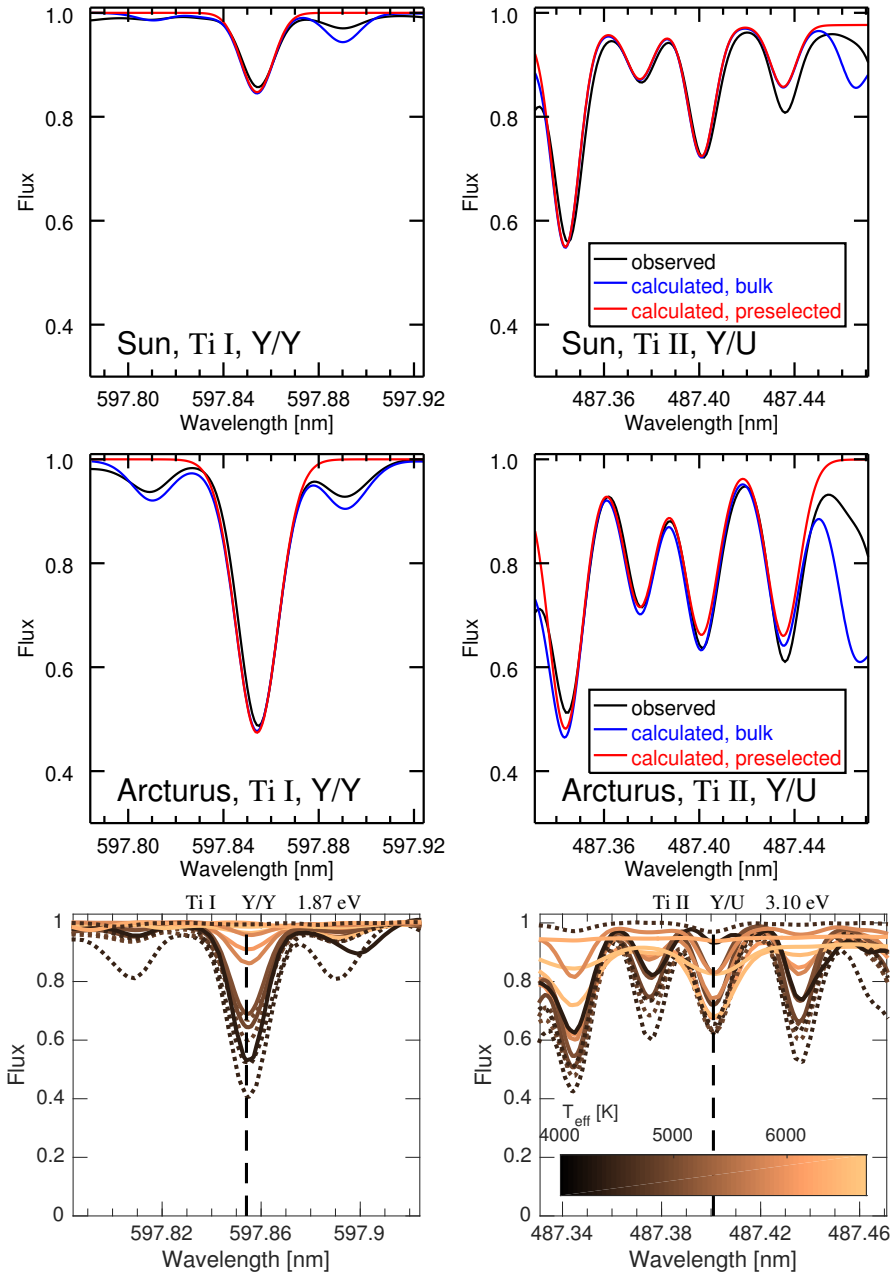 1.0
0.8
0.6
0.4
Flux
Sun, Ti I, Y/Y
597.80
597.84
597.88
597.92
Wavelength [nm]
1.0
0.8
0.6
0.4
Flux
observed
calculated, bulk
calculated, preselected
Sun, Ti II, Y/U
487.36
487.40
487.44
Wavelength [nm]
1.0
0.8
0.6
0.4
Flux
Arcturus, Ti I, Y/Y
597.80
597.84
597.88
597.92
Wavelength [nm]
1.0
0.8
0.6
0.4
Flux
observed
calculated, bulk
calculated, preselected
Arcturus, Ti II, Y/U
487.36
487.40
487.44
Wavelength [nm]
Ti I Y/Y 1.87 eV
1
0.8
0.6
0.4
0.2
0
Flux
597.82
597.86
597.9
Wavelength [nm]
Ti II Y/U 3.10 eV
1
0.8
0.6
0.4
0.2
0
Flux
T_eff [K]
4000
5000
6000
487.34
487.38
487.42
487.46
Wavelength [nm]